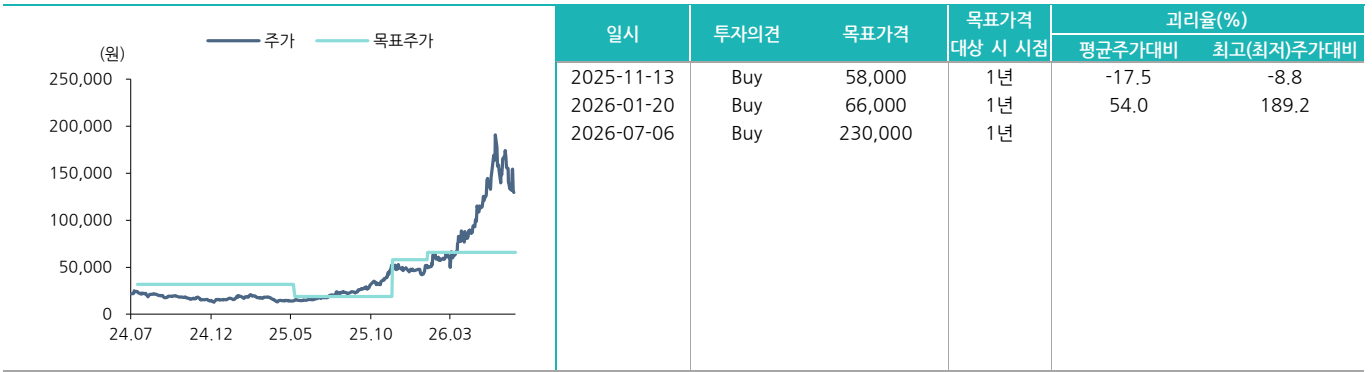 주가 목표주가
(원)
250,000
200,000
150,000
100,000
50,000
0
24.07 24.12 25.05 25.10 26.03
일시 투자의견 목표가격 목표가격 대상 시 시점 괴리율(%)
평균주가대비 최고(최저)주가대비
2025-11-13 Buy 58,000 1년 -17.5 -8.8
2026-01-20 Buy 66,000 1년 54.0 189.2
2026-07-06 Buy 230,000 1년